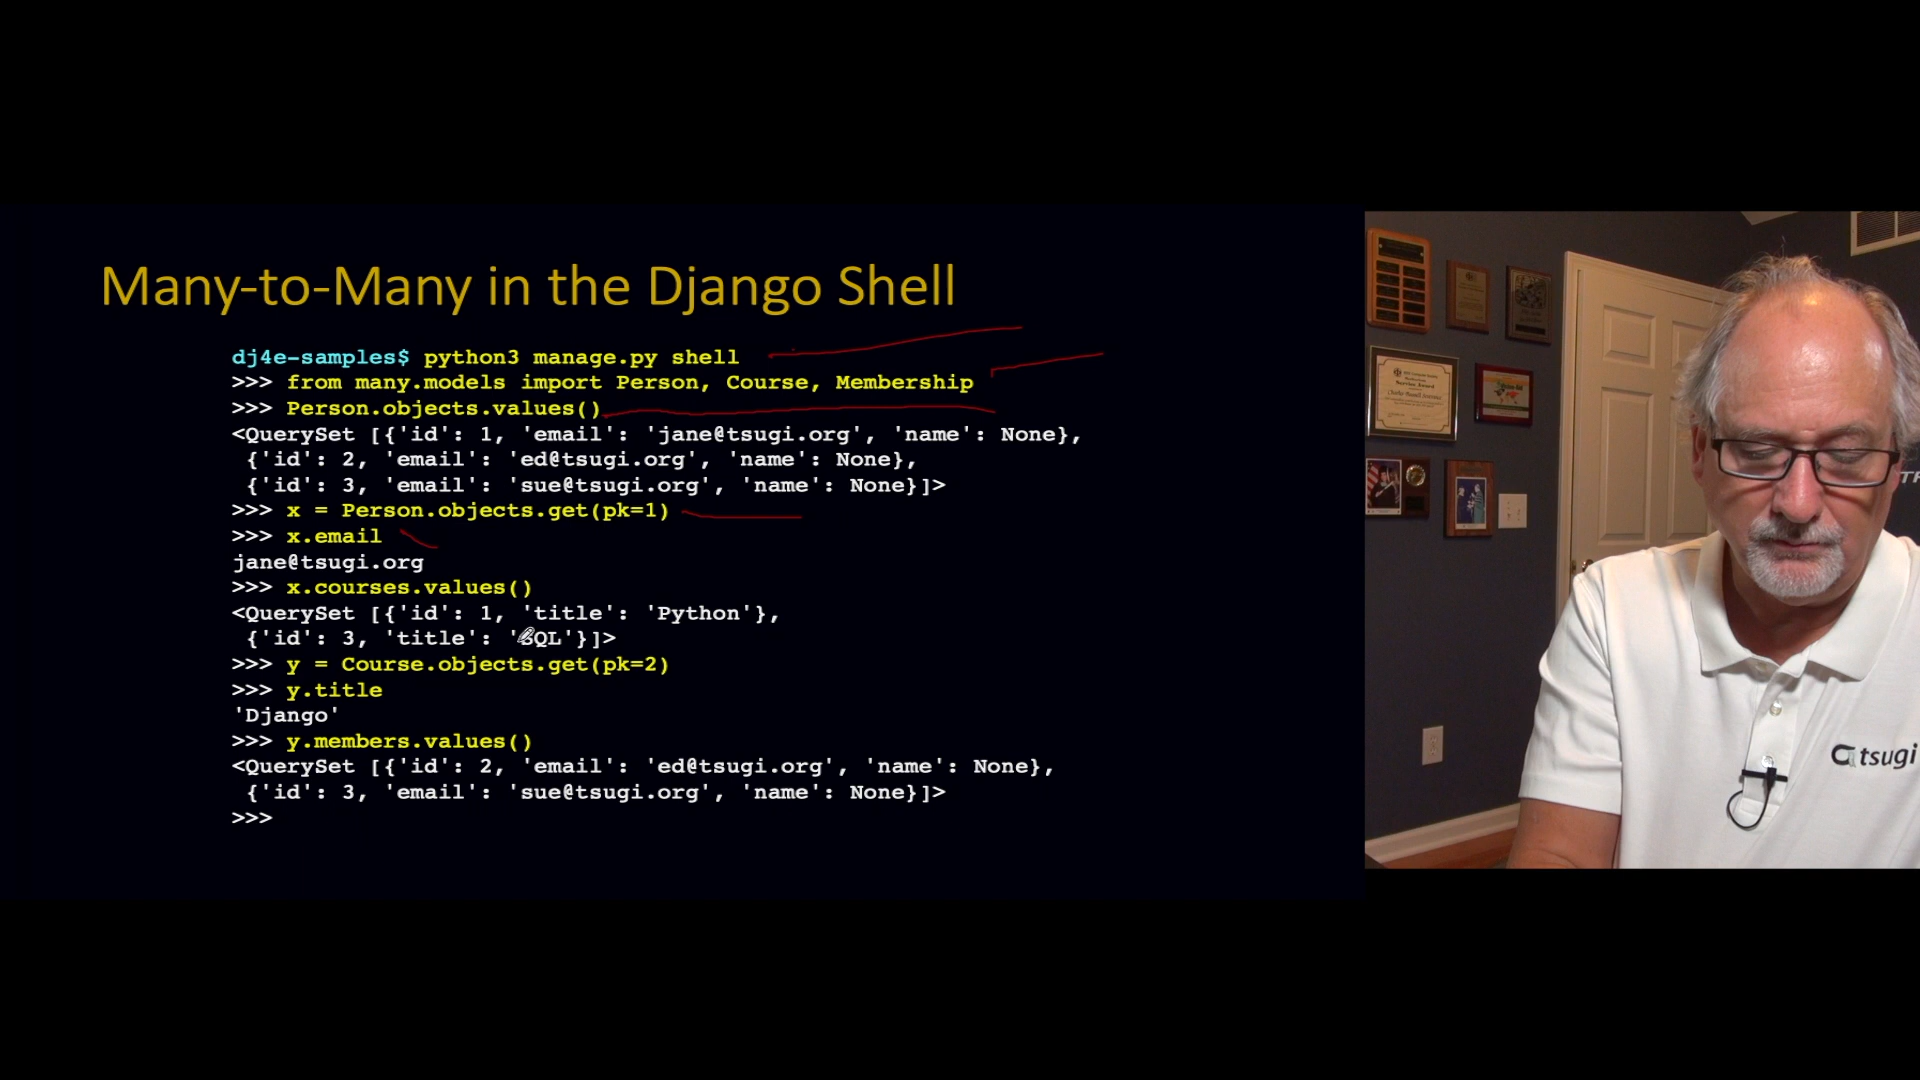 Many-to-Many in the Django Shell
dj4e-samples$ python3 manage.py shell
>>> from many.models import Person, Course, Membership
>>> Person.objects.values()
<QuerySet [{'id': 1, 'email': 'jane@tsugi.org', 'name': None},
{'id': 2, 'email': 'ed@tsugi.org', 'name': None},
{'id': 3, 'email': 'sue@tsugi.org', 'name': None}]>
>>> x = Person.objects.get(pk=1)
>>> x.email
jane@tsugi.org
>>> x.courses.values()
<QuerySet [{'id': 1, 'title': 'Python'},
{'id': 3, 'title': 'SQL'}]>
>>> y = Course.objects.get(pk=2)
>>> y.title
'Django'
>>> y.members.values()
<QuerySet [{'id': 2, 'email': 'ed@tsugi.org', 'name': None},
{'id': 3, 'email': 'sue@tsugi.org', 'name': None}]>
>>>
tsugi